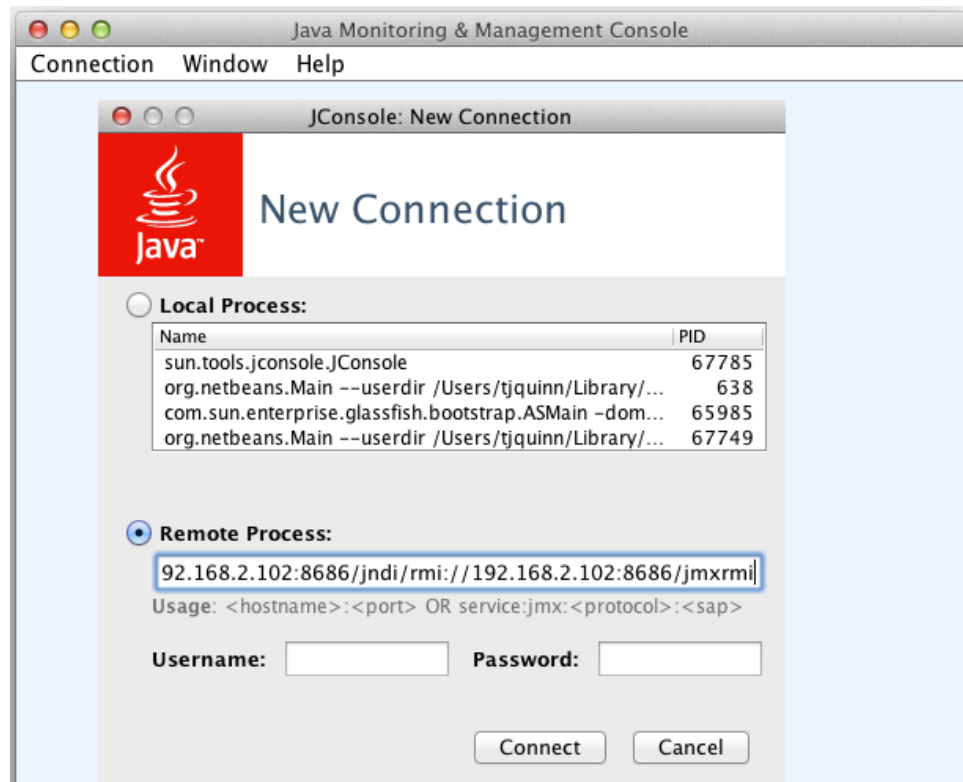 Java Monitoring & Management Console
Connection Window Help
JConsole: New Connection
Java™
New Connection
Local Process:
Name PID
sun.tools.jconsole.JConsole 67785
org.netbeans.Main --userdir /Users/tjquinn/Library/... 638
com.sun.enterprise.glassfish.bootstrap.ASMain -dom... 65985
org.netbeans.Main --userdir /Users/tjquinn/Library/... 67749
Remote Process:
92.168.2.102:8686/jndi/rmi://192.168.2.102:8686/jmxrmi
Usage: <hostname>:<port> OR service:jmx:<protocol>:<sap>
Username: Password:
Connect Cancel